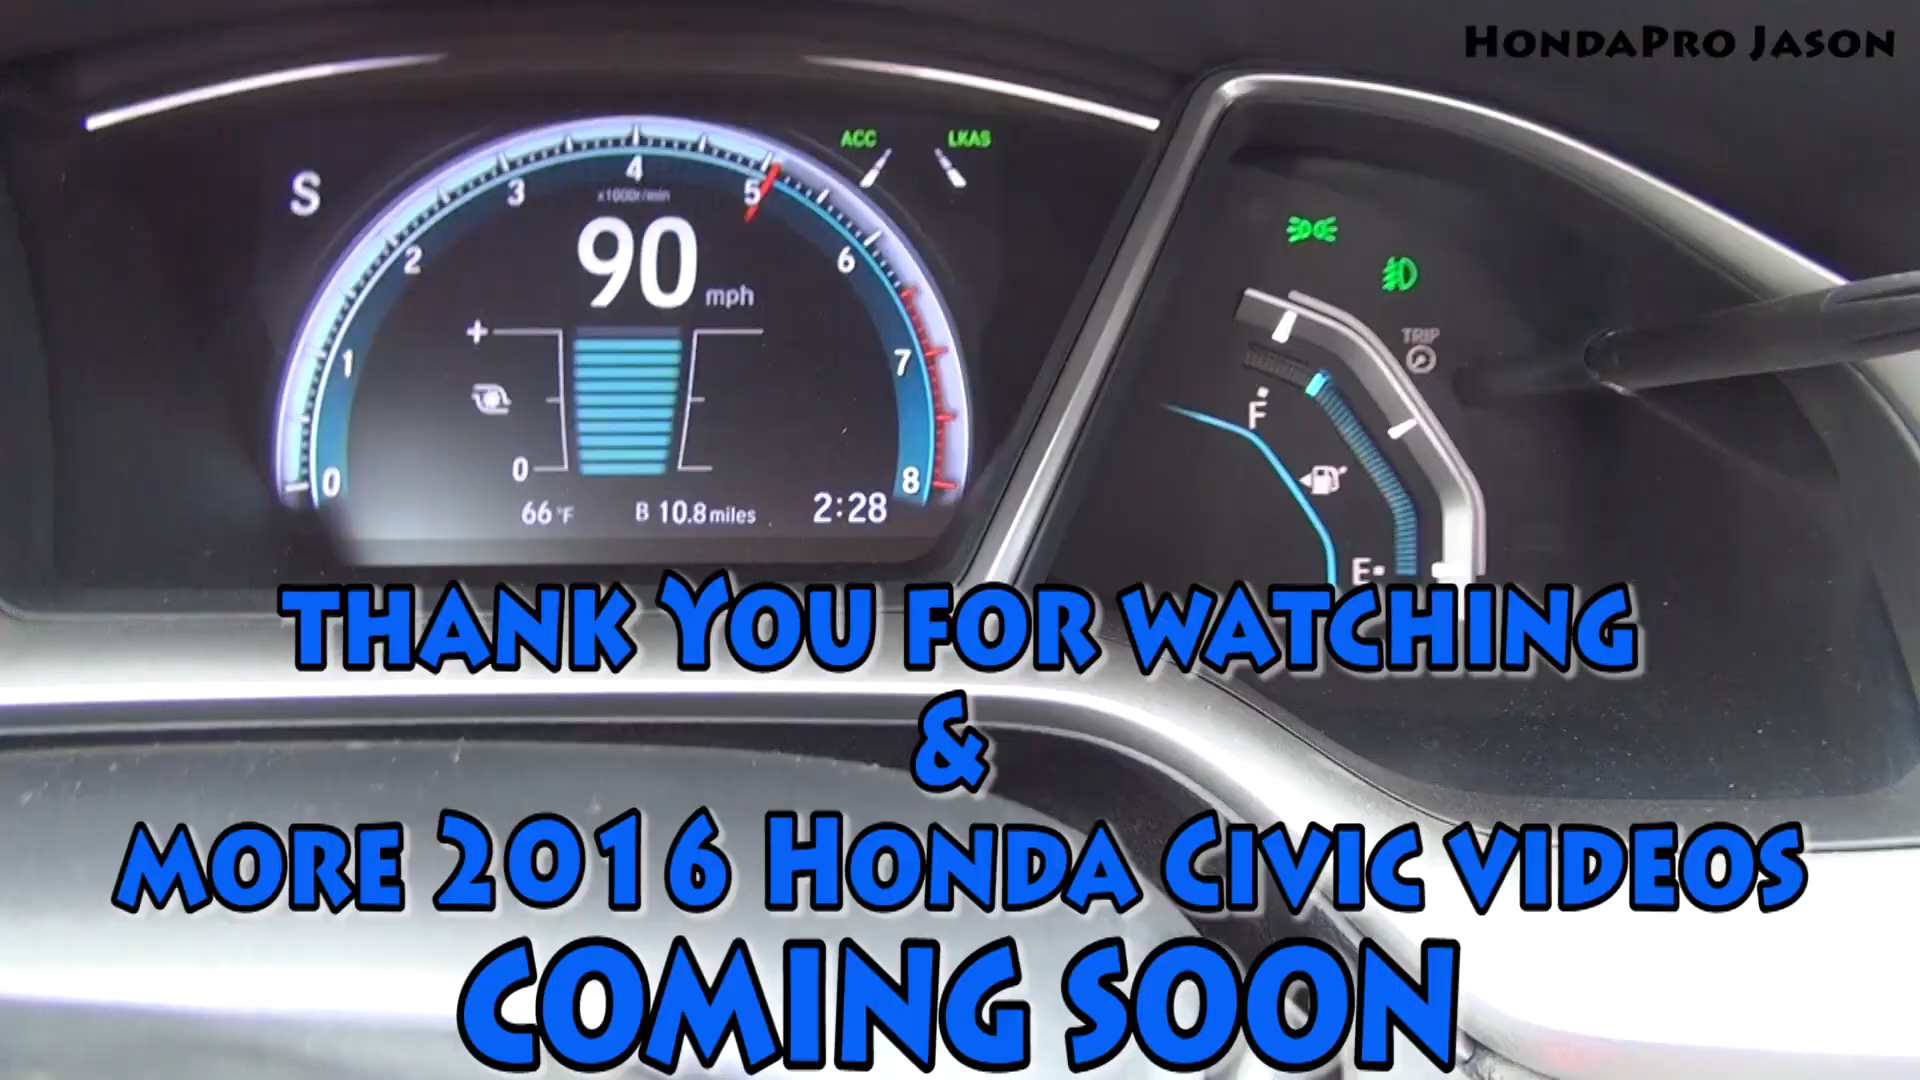 HondaPro Jason
ACC
LKAS
S
4
3
5
x1000r/min
2
6
90 mph
1
7
+
0
0
8
66°F
B 10.8 miles
2:28
TRIP
F
E
THANK YOU FOR WATCHING
&
MORE 2016 HONDA CIVIC VIDEOS
COMING SOON